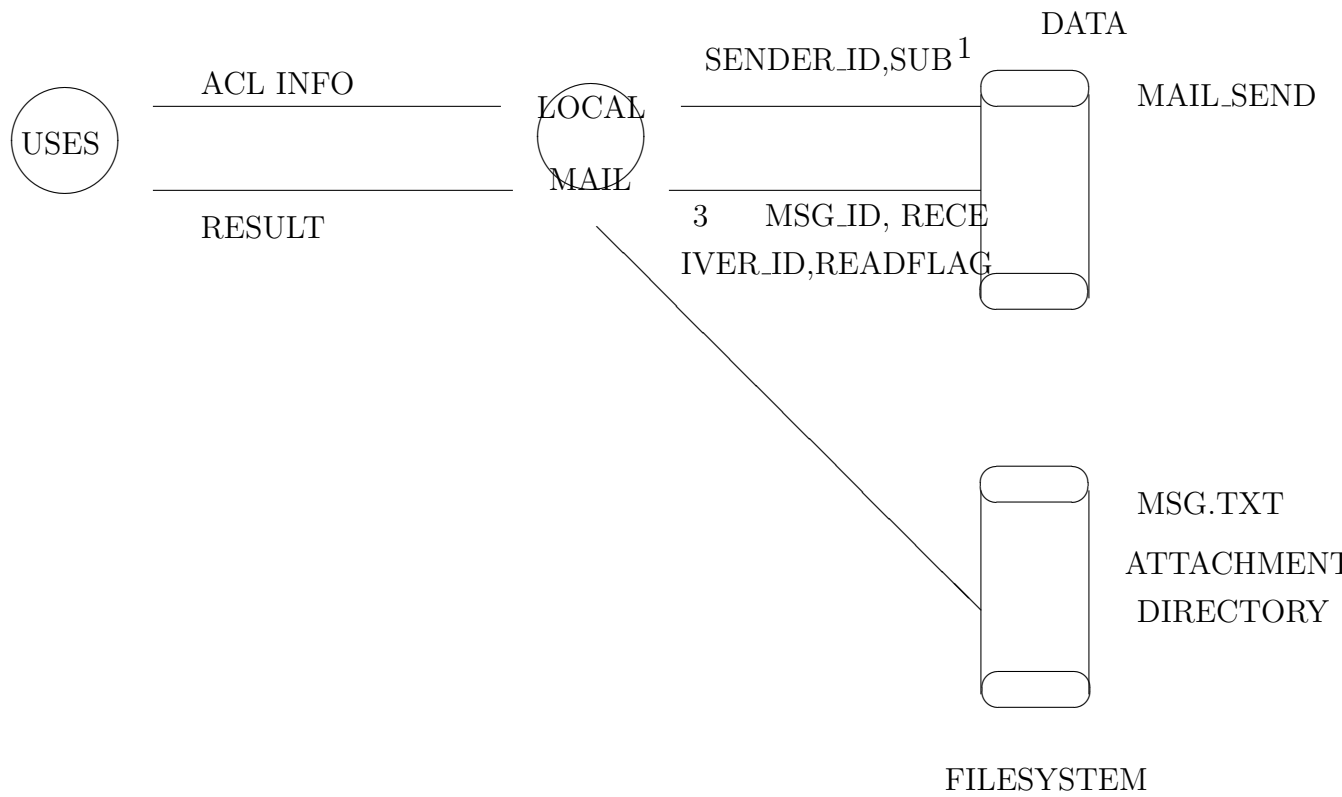 DATA
SENDER_ID,SUB 1
ACL INFO
MAIL_SEND
LOCAL
USES
MAIL
RESULT
3 MSG_ID, RECE
IVER_ID,READFLAG
MSG.TXT
ATTACHMENT
DIRECTORY
FILESYSTEM